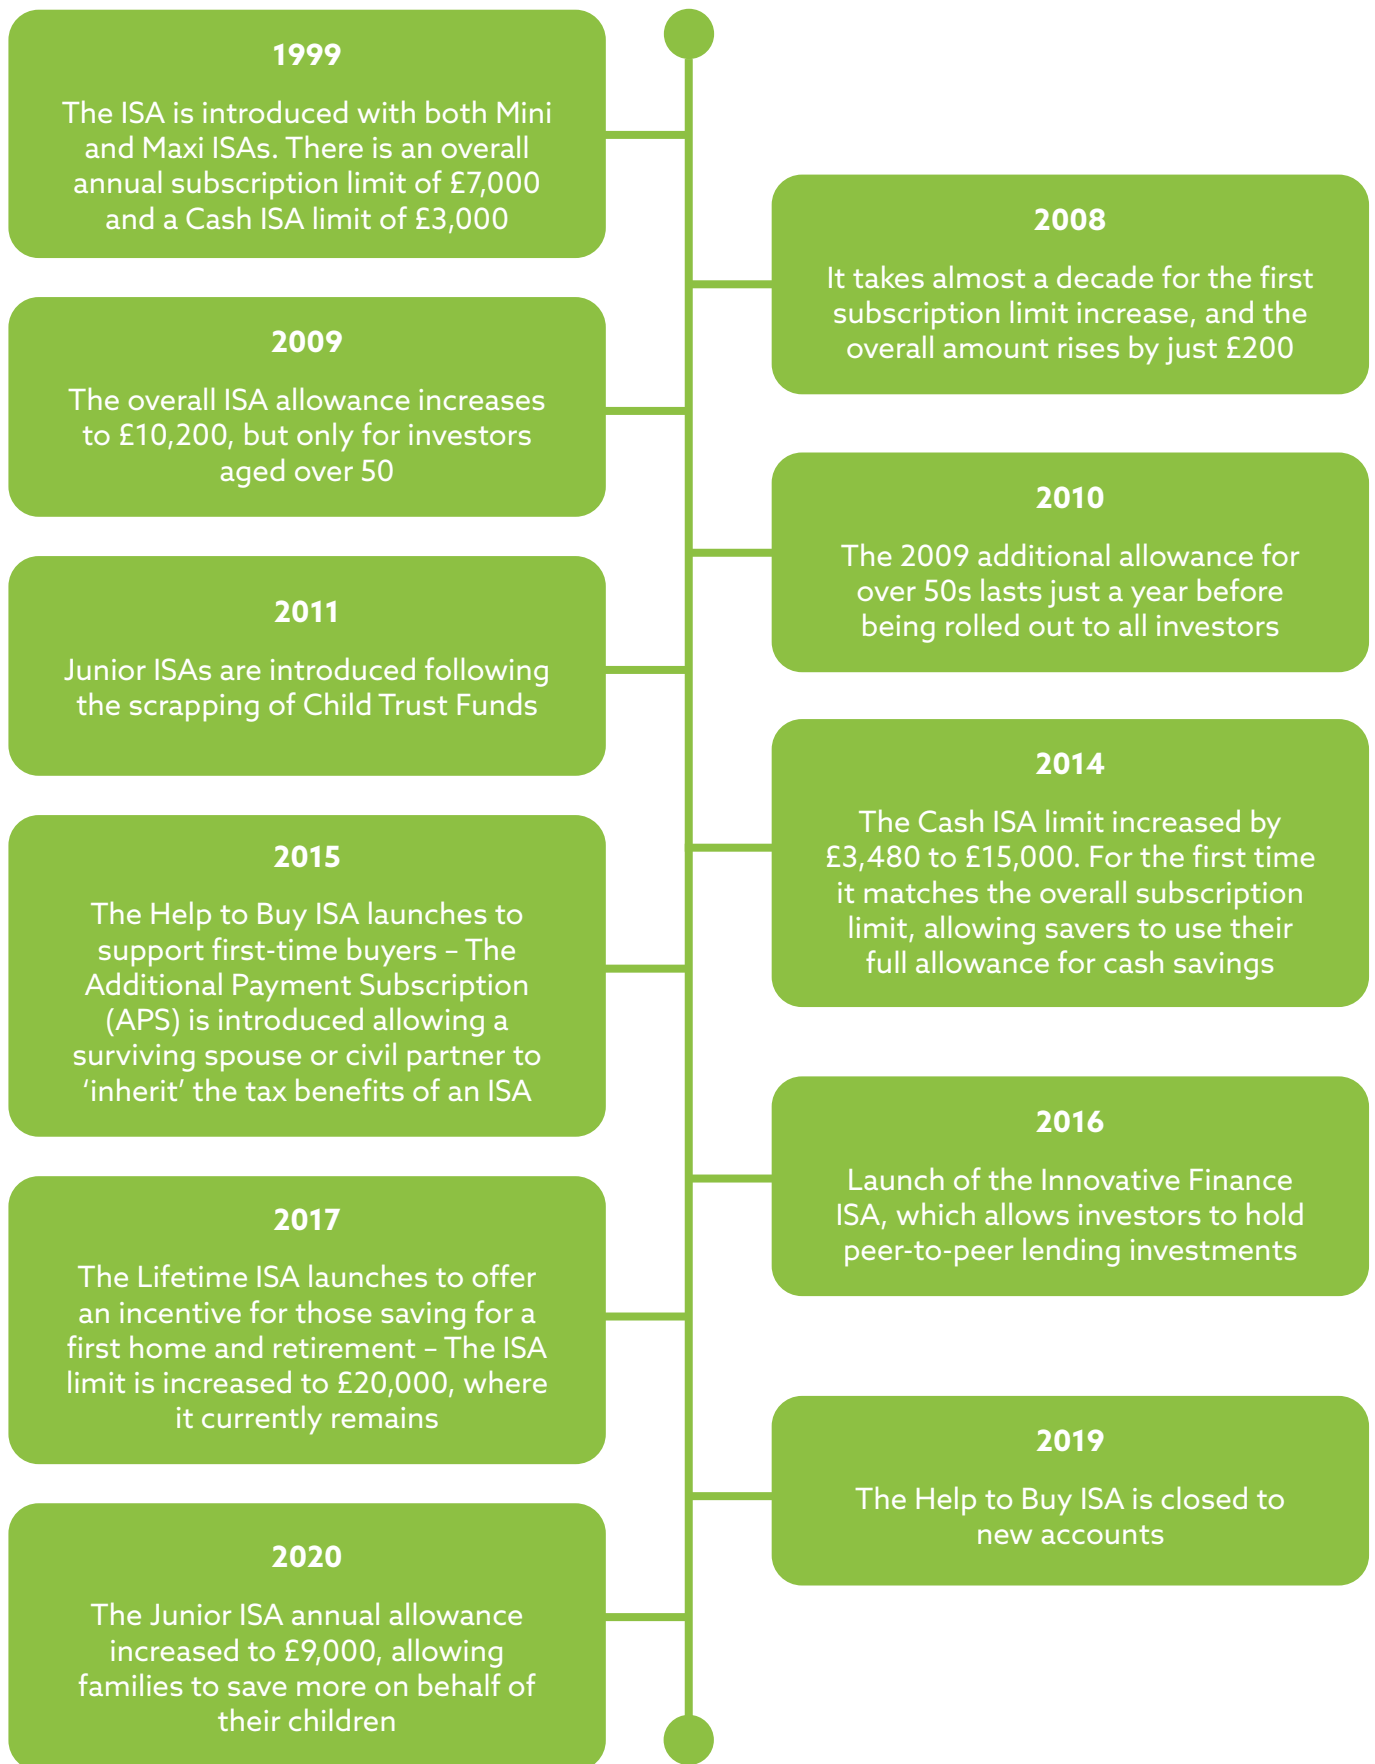 1999
The ISA is introduced with both Mini
and Maxi ISAs. There is an overall
annual subscription limit of £7,000
and a Cash ISA limit of £3,000
2008
It takes almost a decade for the first
subscription limit increase, and the
overall amount rises by just £200
2009
The overall ISA allowance increases
to £10,200, but only for investors
aged over 50
2010
The 2009 additional allowance for
over 50s lasts just a year before
being rolled out to all investors
2011
Junior ISAs are introduced following
the scrapping of Child Trust Funds
2014
The Cash ISA limit increased by
£3,480 to £15,000. For the first time
it matches the overall subscription
limit, allowing savers to use their
full allowance for cash savings
2015
The Help to Buy ISA launches to
support first-time buyers – The
Additional Payment Subscription
(APS) is introduced allowing a
surviving spouse or civil partner to
‘inherit’ the tax benefits of an ISA
2016
Launch of the Innovative Finance
ISA, which allows investors to hold
peer-to-peer lending investments
2017
The Lifetime ISA launches to offer
an incentive for those saving for a
first home and retirement – The ISA
limit is increased to £20,000, where
it currently remains
2019
The Help to Buy ISA is closed to
new accounts
2020
The Junior ISA annual allowance
increased to £9,000, allowing
families to save more on behalf of
their children